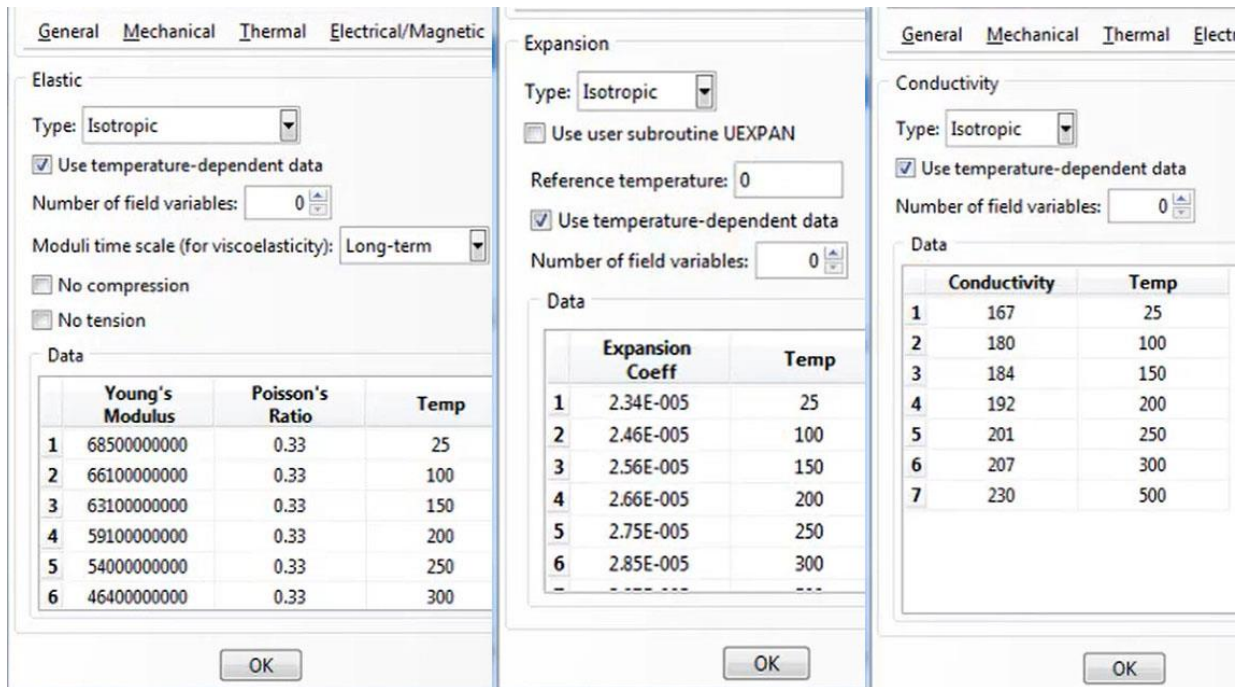 General Mechanical Thermal Electrical/Magnetic
Elastic
Type: Isotropic
Use temperature-dependent data
Number of field variables: 0
Moduli time scale (for viscoelasticity): Long-term
No compression
No tension
Data
Young's Modulus Poisson's Ratio Temp
1 68500000000 0.33 25
2 66100000000 0.33 100
3 63100000000 0.33 150
4 59100000000 0.33 200
5 54000000000 0.33 250
6 46400000000 0.33 300
OK
Expansion
Type: Isotropic
Use user subroutine UEXPAN
Reference temperature: 0
Use temperature-dependent data
Number of field variables: 0
Data
Expansion Coeff Temp
1 2.34E-005 25
2 2.46E-005 100
3 2.56E-005 150
4 2.66E-005 200
5 2.75E-005 250
6 2.85E-005 300
OK
General Mechanical Thermal Electr
Conductivity
Type: Isotropic
Use temperature-dependent data
Number of field variables: 0
Data
Conductivity Temp
1 167 25
2 180 100
3 184 150
4 192 200
5 201 250
6 207 300
7 230 500
OK